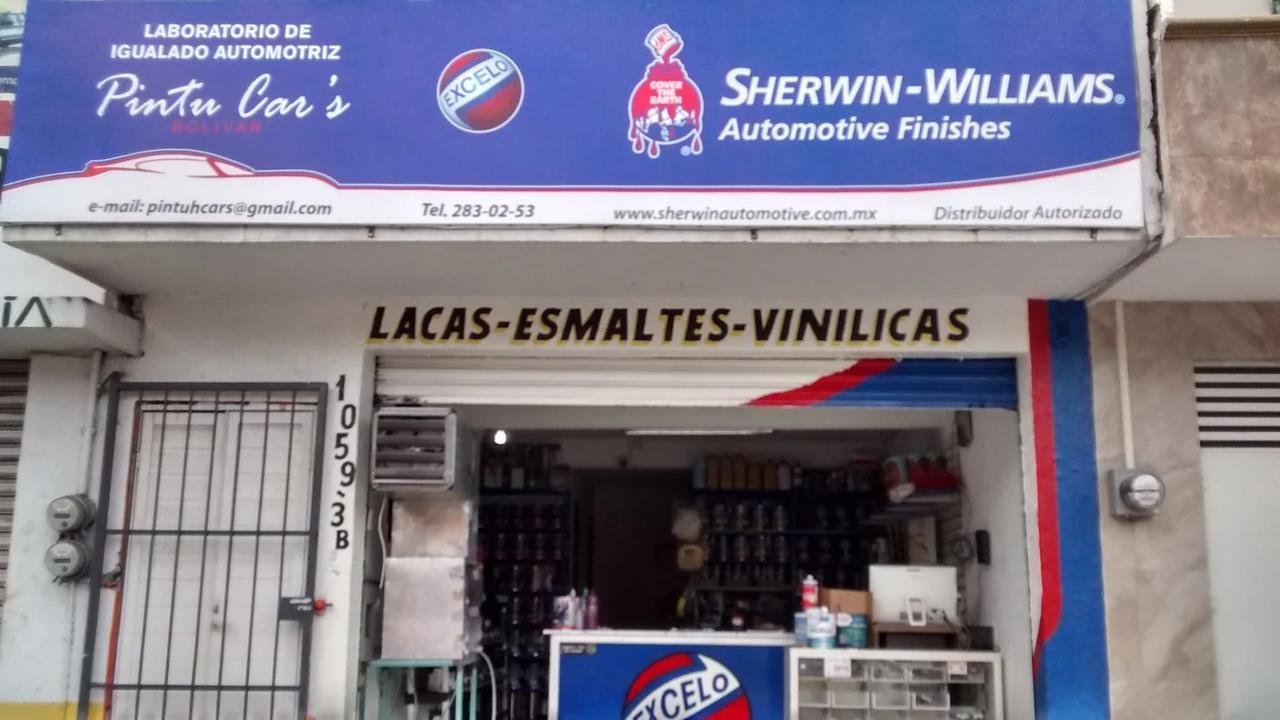 LABORATORIO DE
IGUALADO AUTOMOTRIZ
Pintu Car's
BOLIVAR
EXCELO
COVER
THE
EARTH
SHERWIN-WILLIAMS®
Automotive Finishes
e-mail: pintuhcars@gmail.com
Tel. 283-02-53
www.sherwinautomotive.com.mx
Distribuidor Autorizado
ÍA
LACAS-ESMALTES-VINILICAS
1059-3B
EXCELO